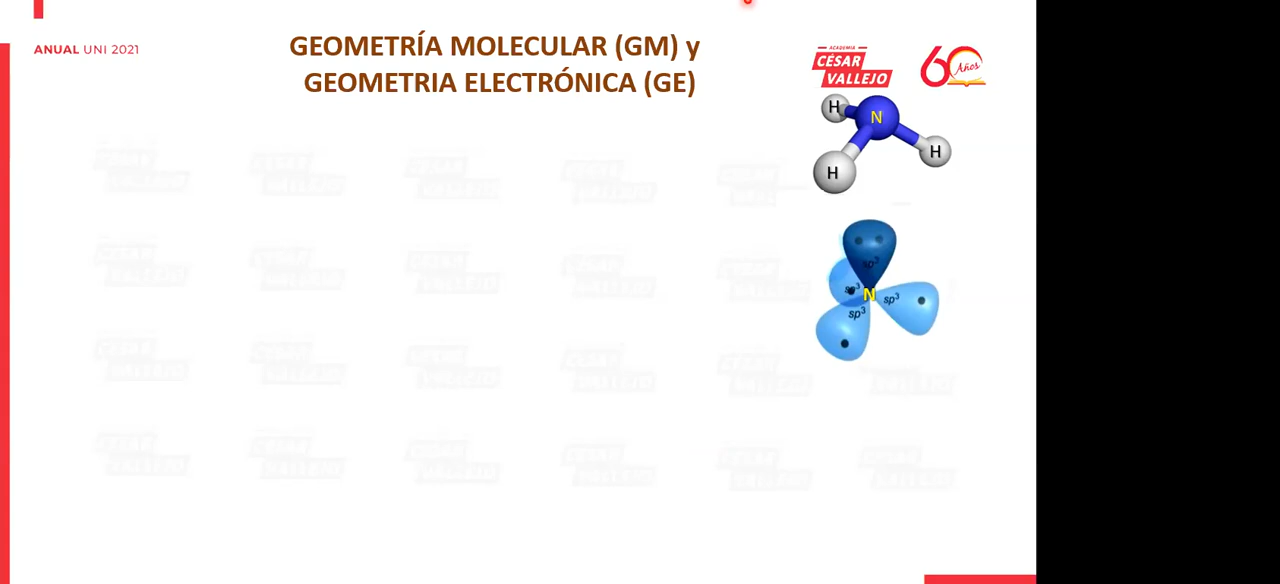 ANUAL UNI 2021
GEOMETRÍA MOLECULAR (GM) y
GEOMETRIA ELECTRÓNICA (GE)
ACADEMIA
CÉSAR
VALLEJO
60 Años
H
N
H
H
sp³
sp³
N
sp³
sp³